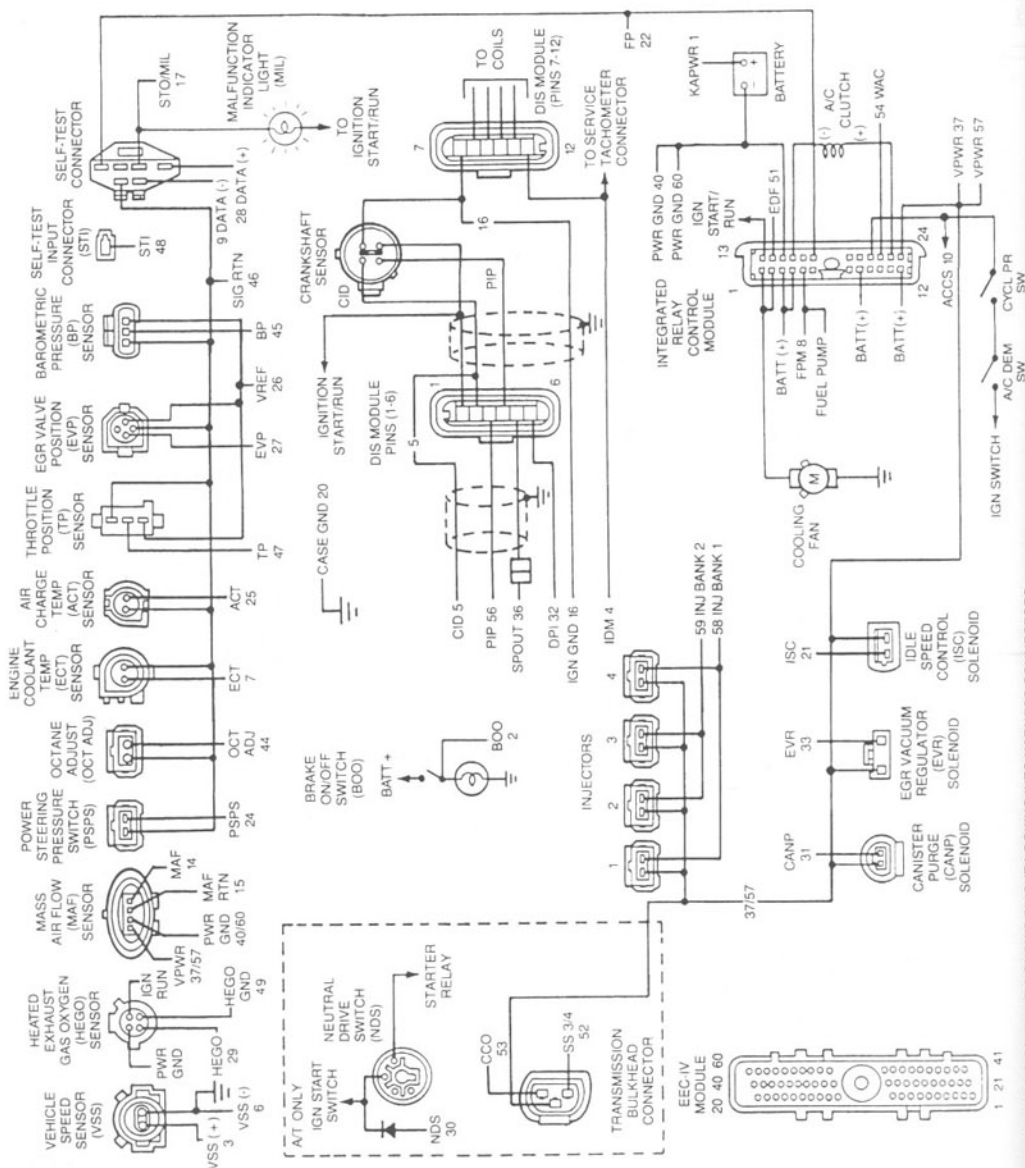 VEHICLE
SPEED
SENSOR
(VSS)
VSS (+)
3
VSS (-)
6
HEATED
EXHAUST
GAS OXYGEN
(HEGO)
SENSOR
PWR
GND
IGN
RUN
HEGO
29
HEGO
GND
49
MASS
AIR FLOW
(MAF)
SENSOR
VPWR
37/57
PWR
GND
40/60
MAF
RTN
15
MAF
14
POWER
STEERING
PRESSURE
SWITCH
(PSPS)
PSPS
24
OCTANE
ADJUST
(OCT ADJ)
OCT
ADJ
44
ENGINE
COOLANT
TEMP
(ECT)
SENSOR
ECT
7
AIR
CHARGE
TEMP
(ACT)
SENSOR
ACT
25
THROTTLE
POSITION
(TP)
SENSOR
TP
47
EGR VALVE
POSITION
(EVP)
SENSOR
EVP
27
VREF
26
BAROMETRIC
PRESSURE
(BP)
SENSOR
BP
45
SIG RTN
46
SELF-TEST
INPUT
CONNECTOR
(STI)
STI
48
SELF-TEST
CONNECTOR
9 DATA (-)
28 DATA (+)
STO/MIL
17
MALFUNCTION
INDICATOR
LIGHT
(MIL)
TO
IGNITION
START/RUN
FP
22
A/T ONLY
IGN START
SWITCH
NEUTRAL
DRIVE
SWITCH
(NDS)
NDS
30
STARTER
RELAY
CCO
53
SS 3/4
52
TRANSMISSION
BULKHEAD
CONNECTOR
BRAKE
ON/OFF
SWITCH
(BOO)
BATT +
BOO
2
CASE GND 20
IGNITION
START/RUN
DIS MODULE
PINS (1-6)
1
6
5
CID 5
PIP 56
SPOUT 36
DPI 32
IGN GND 16
IDM 4
CRANKSHAFT
SENSOR
CID
PIP
16
7
12
TO
COILS
DIS MODULE
(PINS 7-12)
TO SERVICE
TACHOMETER
CONNECTOR
INJECTORS
1
2
3
4
59 INJ BANK 2
58 INJ BANK 1
37/57
EEC-IV
MODULE
20 40 60
1 21 41
CANP
31
CANISTER
PURGE
(CANP)
SOLENOID
EVR
33
EGR VACUUM
REGULATOR
(EVR)
SOLENOID
ISC
21
IDLE
SPEED
CONTROL
(ISC)
SOLENOID
COOLING
FAN
M
INTEGRATED
RELAY
CONTROL
MODULE
1
13
12
24
BATT (+)
FPM 8
FUEL PUMP
BATT(+)
BATT(+)
PWR GND 40
PWR GND 60
IGN
START/
RUN
EDF 51
KAPWR 1
BATTERY
+
-
A/C
CLUTCH
(-)
(+)
54 WAC
VPWR 37
VPWR 57
ACCS 10
IGN SWITCH
A/C DEM
SW
CYCL PR
SW